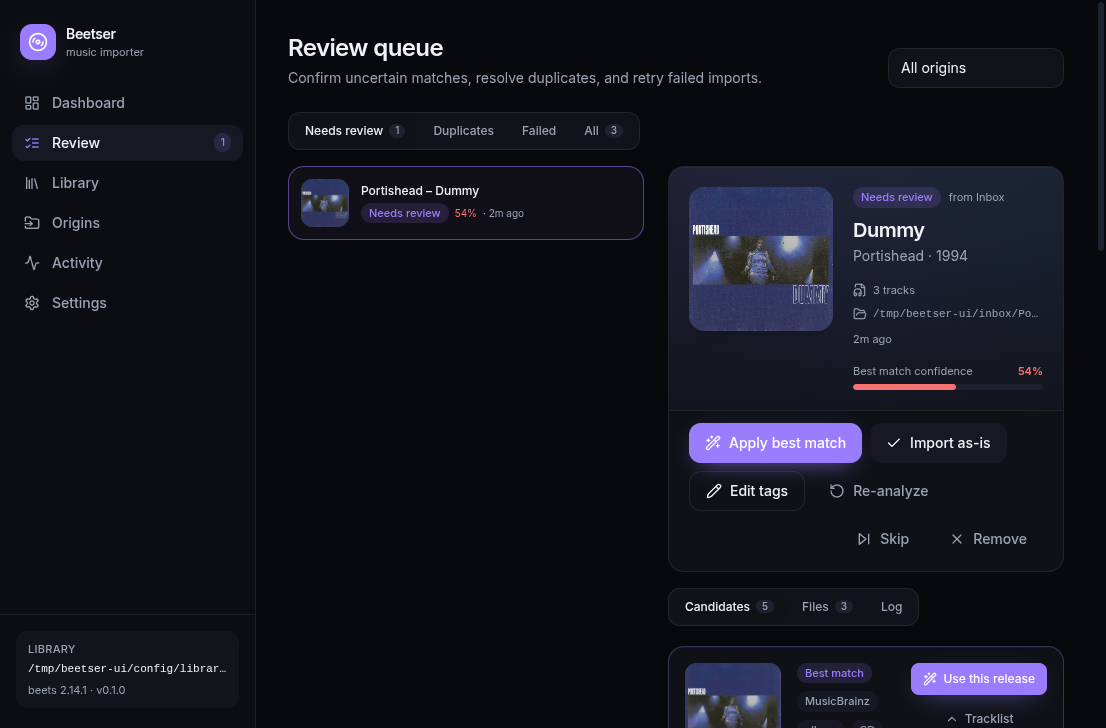 Beetser
music importer
Dashboard
Review 1
Library
Origins
Activity
Settings
LIBRARY
/tmp/beetser-ui/config/librar…
beets 2.14.1 · v0.1.0
Review queue
Confirm uncertain matches, resolve duplicates, and retry failed imports.
All origins
Needs review 1 Duplicates Failed All 3
Portishead – Dummy
Needs review 54% · 2m ago
PORTISHEAD
DUMMY
Needs review from Inbox
Dummy
Portishead · 1994
3 tracks
/tmp/beetser-ui/inbox/Po…
2m ago
Best match confidence 54%
Apply best match Import as-is
Edit tags Re-analyze
Skip Remove
Candidates 5 Files 3 Log
PORTISHEAD
Best match
MusicBrainz
Use this release
Tracklist